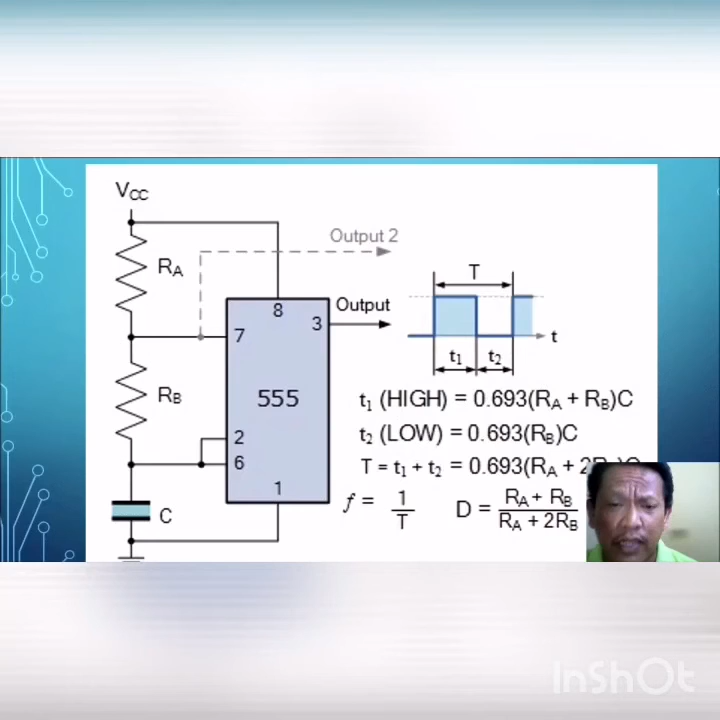 VCC
Output 2
RA
8
3
Output
T
7
t
t1 t2
RB
555
t1 (HIGH) = 0.693(RA + RB)C
2
t2 (LOW) = 0.693(RB)C
6
T = t1 + t2 = 0.693(RA + 2
1
C
f = 1/T
D = RA + RB / RA + 2RB
InShOt